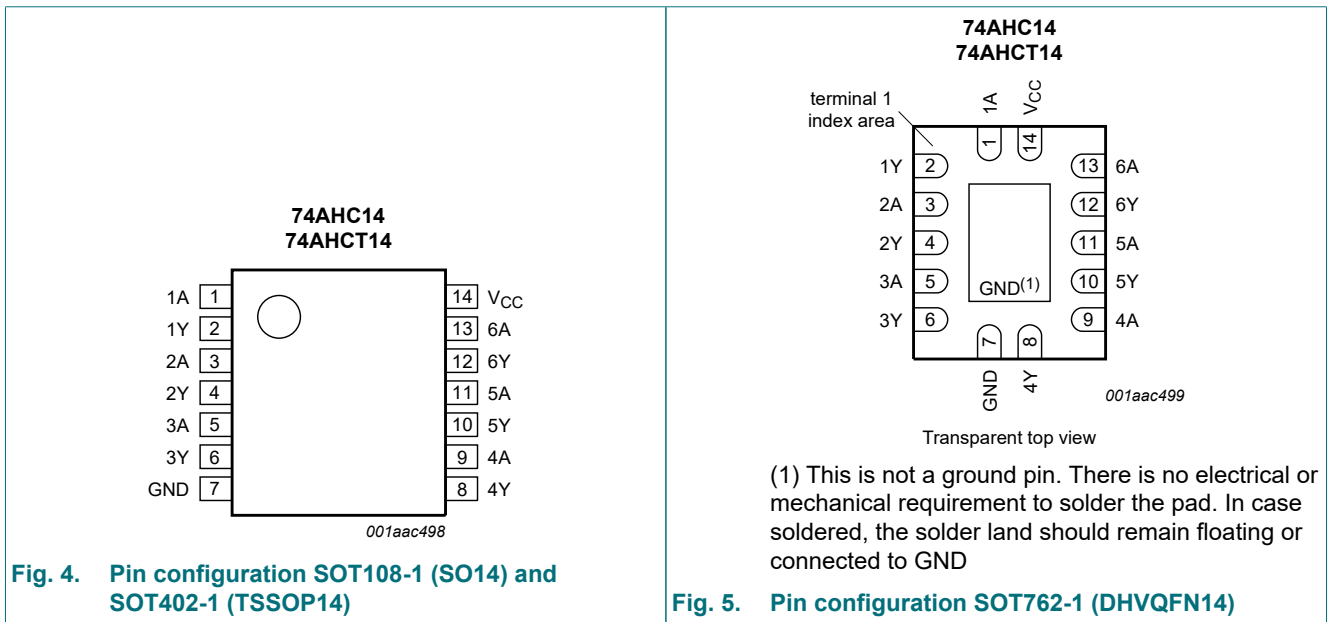 74AHC14
74AHCT14
1A 1
1Y 2
2A 3
2Y 4
3A 5
3Y 6
GND 7
14 VCC
13 6A
12 6Y
11 5A
10 5Y
9 4A
8 4Y
001aac498
Fig. 4. Pin configuration SOT108-1 (SO14) and
SOT402-1 (TSSOP14)
74AHC14
74AHCT14
terminal 1
index area
1A
VCC
1
14
1Y 2
2A 3
2Y 4
3A 5
3Y 6
13 6A
12 6Y
11 5A
10 5Y
9 4A
GND(1)
7
8
GND
4Y
001aac499
Transparent top view
(1) This is not a ground pin. There is no electrical or
mechanical requirement to solder the pad. In case
soldered, the solder land should remain floating or
connected to GND
Fig. 5. Pin configuration SOT762-1 (DHVQFN14)